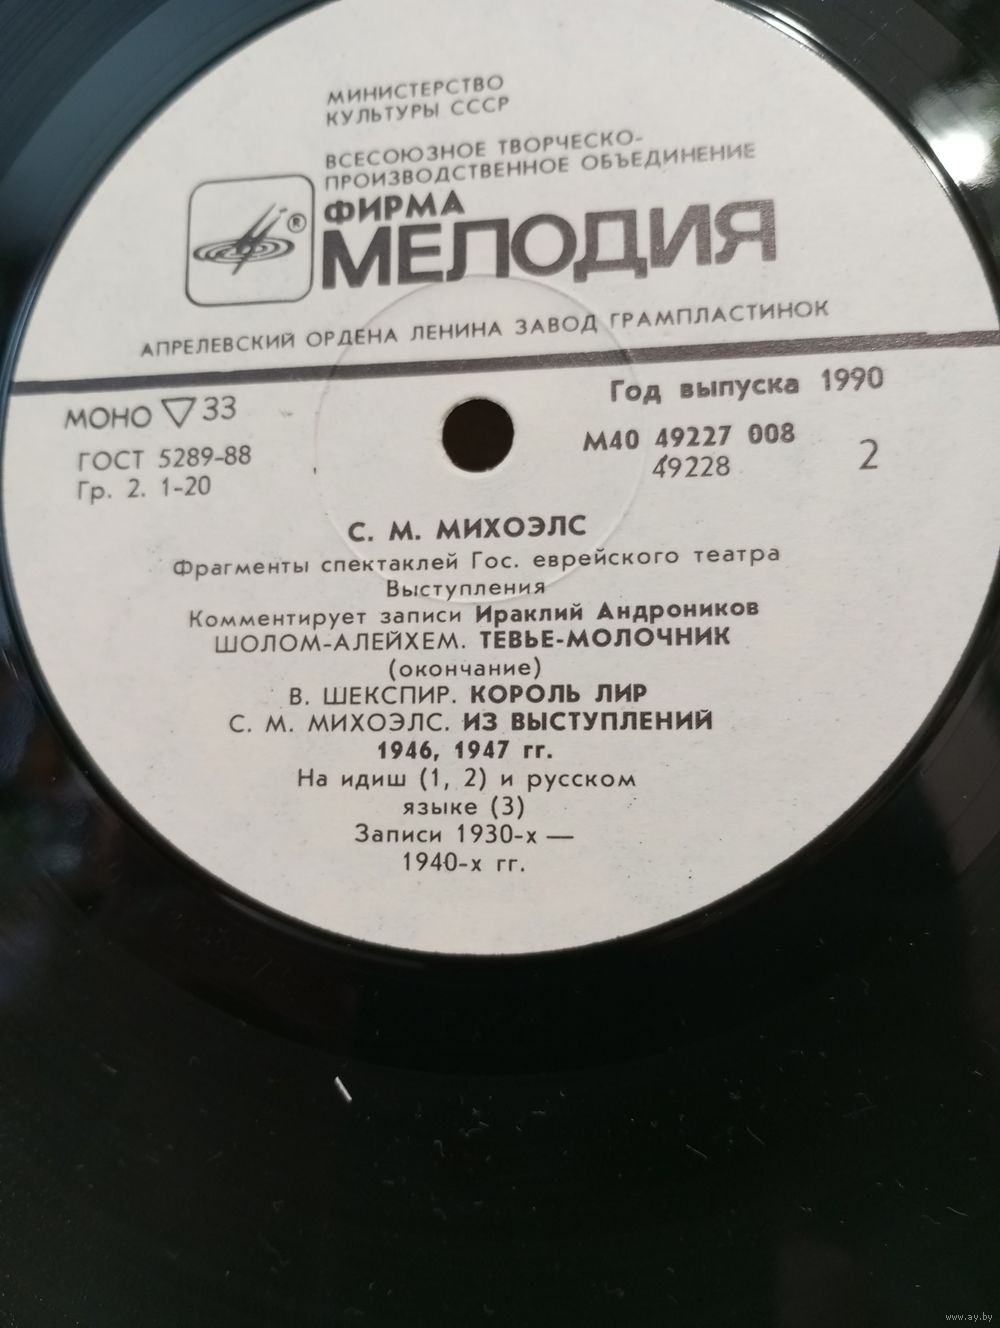 МИНИСТЕРСТВО
КУЛЬТУРЫ СССР
ВСЕСОЮЗНОЕ ТВОРЧЕСКО-
ПРОИЗВОДСТВЕННОЕ ОБЪЕДИНЕНИЕ
ФИРМА
МЕЛОДИЯ
®
АПРЕЛЕВСКИЙ ОРДЕНА ЛЕНИНА ЗАВОД ГРАМПЛАСТИНОК
МОНО ▽ 33
ГОСТ 5289-88
Гр. 2. 1-20
Год выпуска 1990
М40 49227 008
49228
2
С. М. МИХОЭЛС
Фрагменты спектаклей Гос. еврейского театра
Выступления
Комментирует записи Ираклий Андроников
ШОЛОМ-АЛЕЙХЕМ. ТЕВЬЕ-МОЛОЧНИК
(окончание)
В. ШЕКСПИР. КОРОЛЬ ЛИР
С. М. МИХОЭЛС. ИЗ ВЫСТУПЛЕНИЙ
1946, 1947 гг.
На идиш (1, 2) и русском
языке (3)
Записи 1930-х —
1940-х гг.
www.ay.by